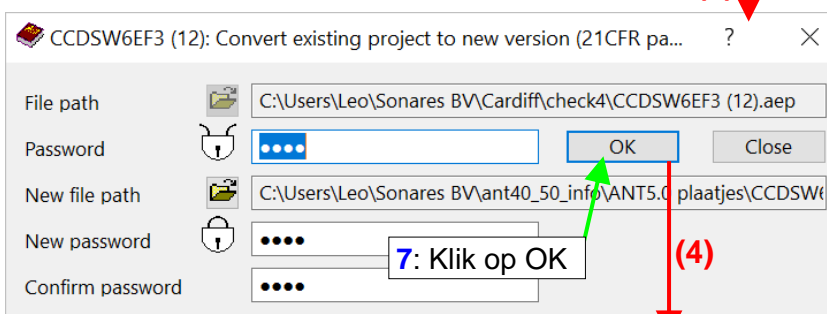 CCDSW6EF3 (12): Convert existing project to new version (21CFR pa... ?
File path C:\Users\Leo\Sonares BV\Cardiff\check4\CCDSW6EF3 (12).aep
Password •••• OK Close
New file path C:\Users\Leo\Sonares BV\ant40_50_info\ANT5.0 plaatjes\CCDSW6
New password ••••
7: Klik op OK (4)
Confirm password ••••